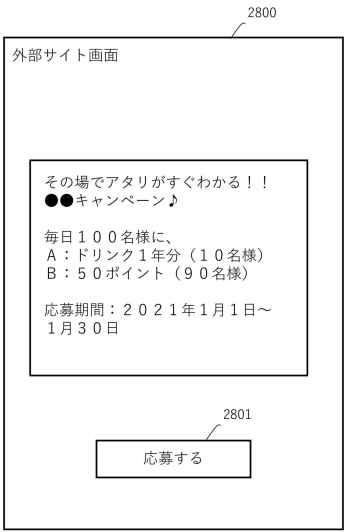 2800
外部サイト画面
その場でアタリがすぐわかる！！
●●キャンペーン♪
毎日１００名様に、
Ａ：ドリンク１年分（１０名様）
Ｂ：５０ポイント（９０名様）
応募期間：２０２１年１月１日～
１月３０日
2801
応募する